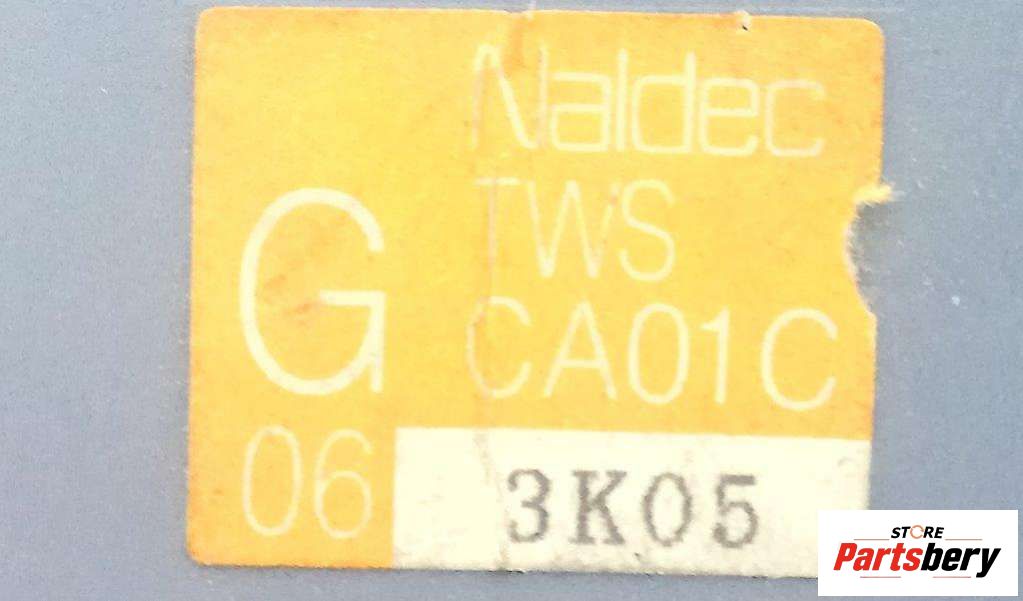 Naldec
TWS
G
CA01C
06
3K05
STORE
Partsbery